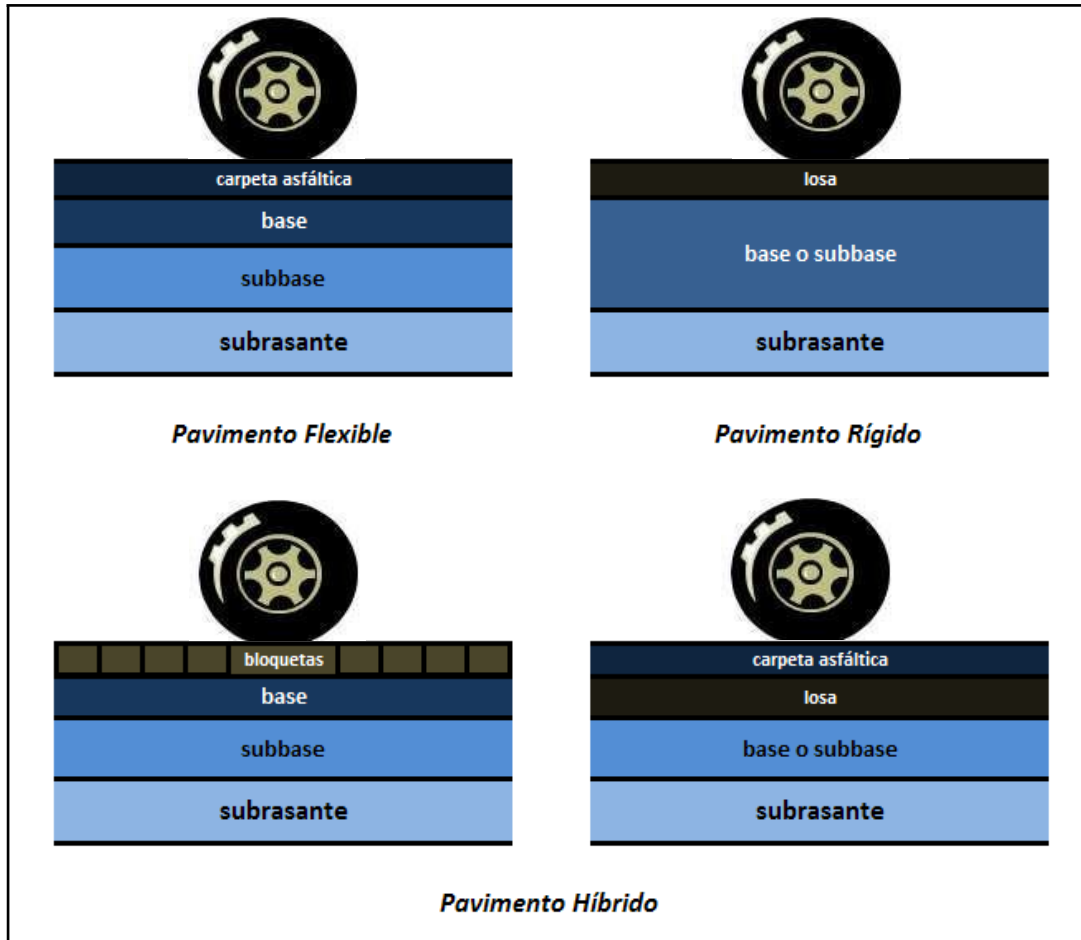 carpeta asfáltica
base
subbase
subrasante
Pavimento Flexible
losa
base o subbase
subrasante
Pavimento Rígido
bloquetas
base
subbase
subrasante
carpeta asfáltica
losa
base o subbase
subrasante
Pavimento Híbrido